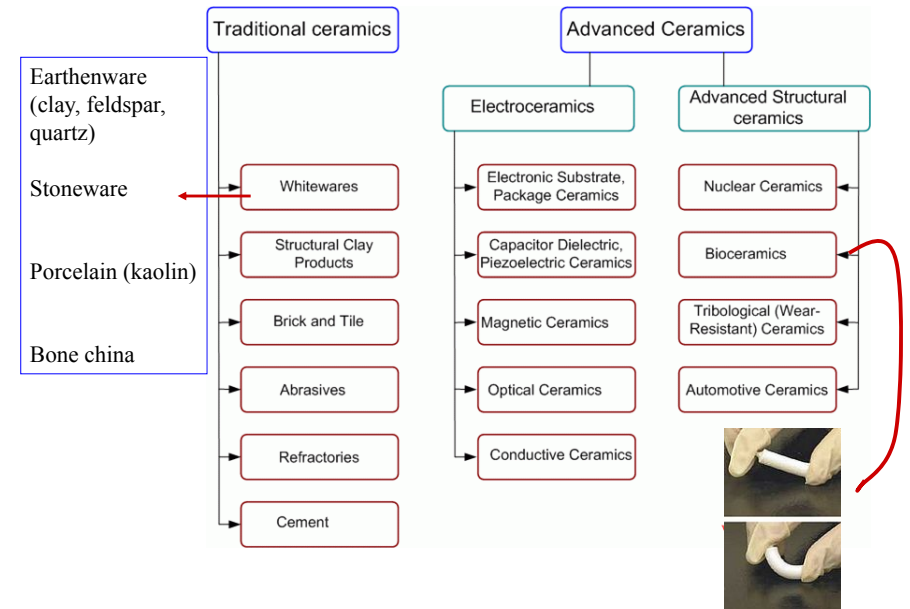 Traditional ceramics
Earthenware
(clay, feldspar,
quartz)
Stoneware
Porcelain (kaolin)
Bone china
Whitewares
Structural Clay
Products
Brick and Tile
Abrasives
Refractories
Cement
Advanced Ceramics
Electroceramics
Electronic Substrate,
Package Ceramics
Capacitor Dielectric,
Piezoelectric Ceramics
Magnetic Ceramics
Optical Ceramics
Conductive Ceramics
Advanced Structural
ceramics
Nuclear Ceramics
Bioceramics
Tribological (Wear-
Resistant) Ceramics
Automotive Ceramics